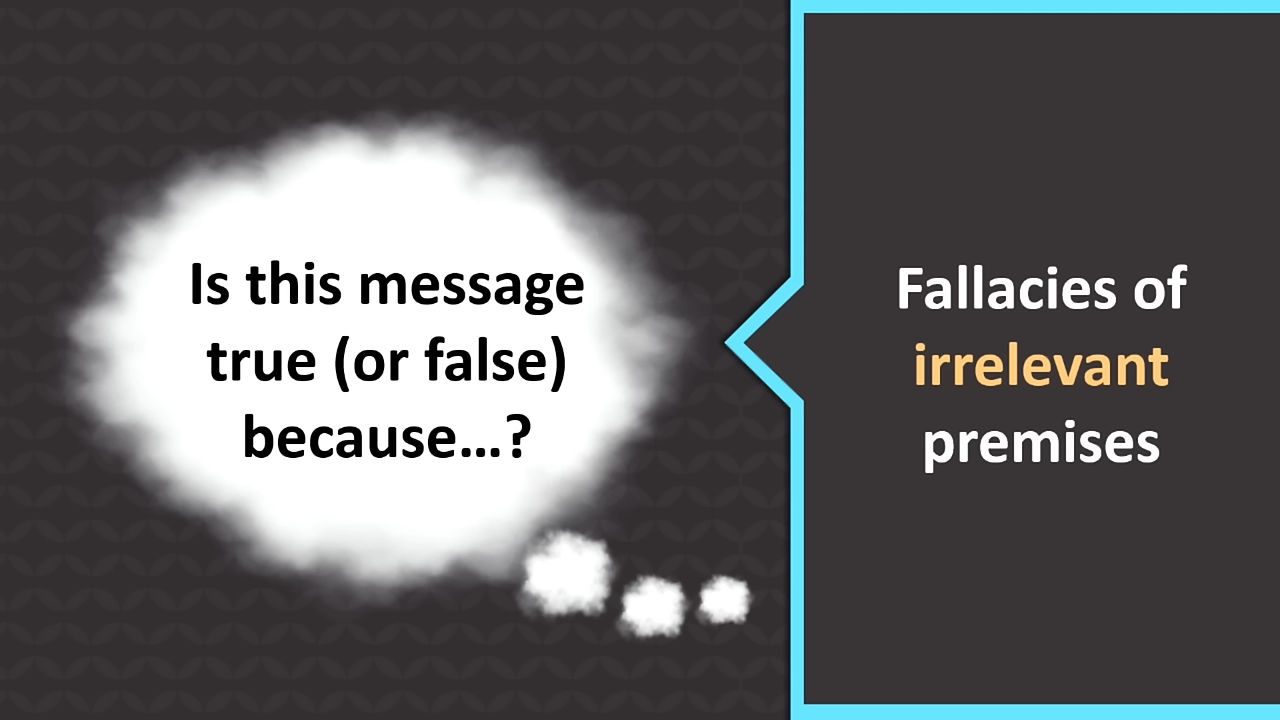 Is this message
true (or false)
because…?
Fallacies of
irrelevant
premises